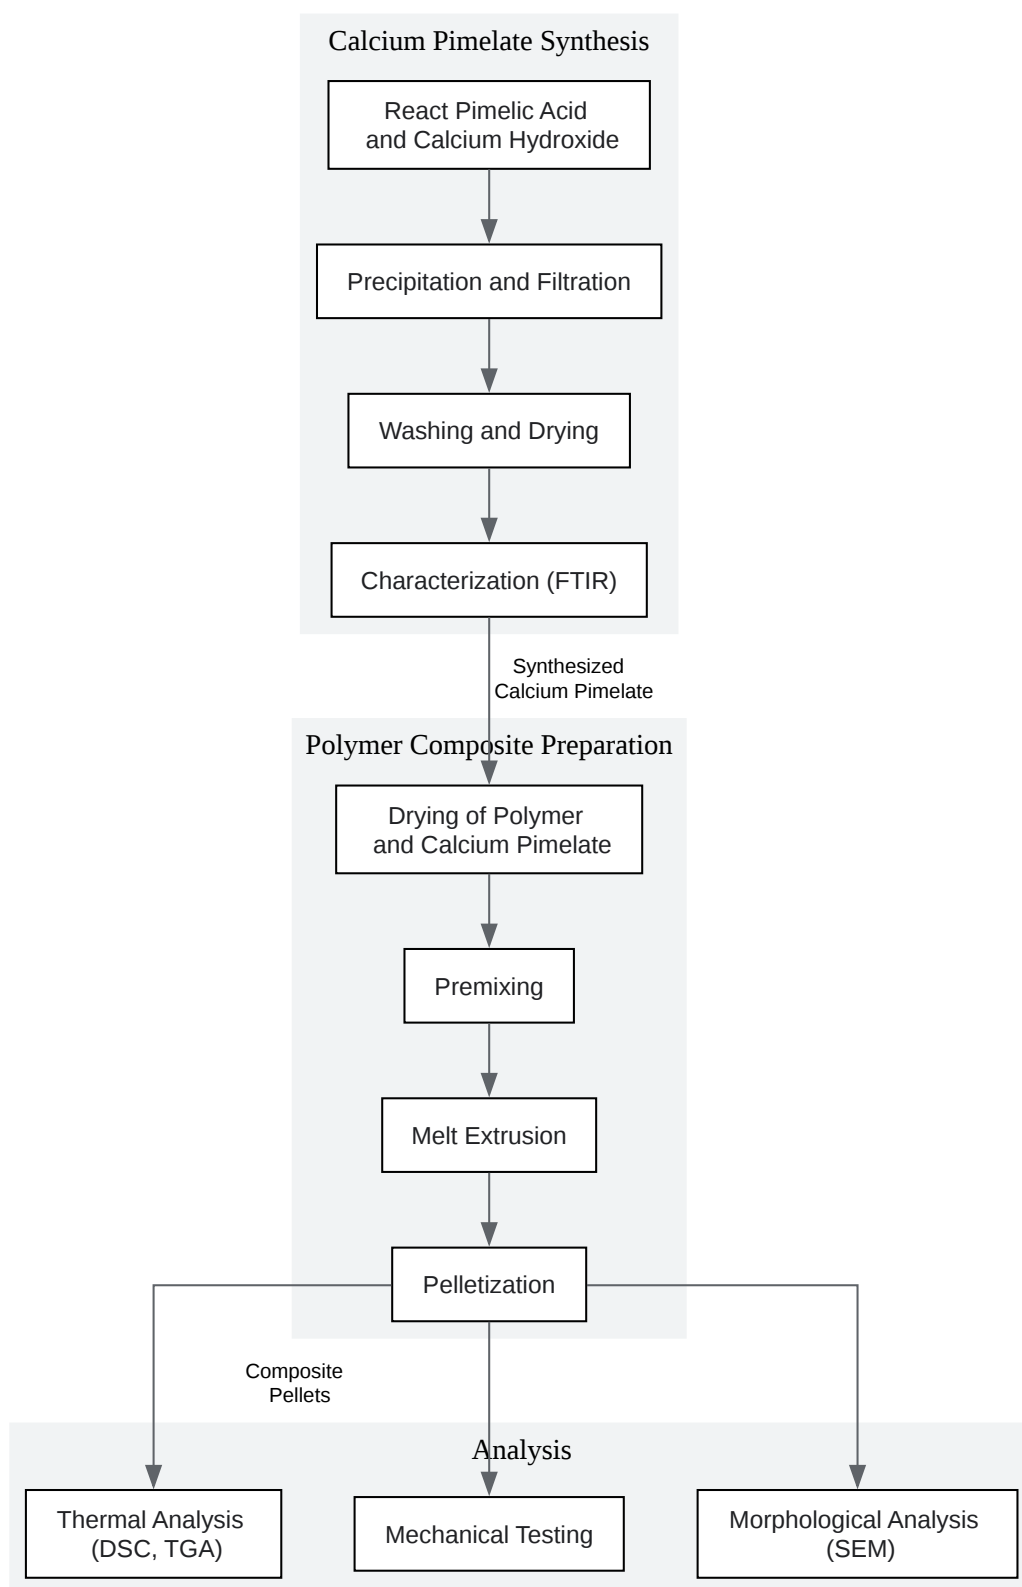 Calcium Pimelate Synthesis
React Pimelic Acid
and Calcium Hydroxide
Precipitation and Filtration
Washing and Drying
Characterization (FTIR)
Synthesized
Calcium Pimelate
Polymer Composite Preparation
Drying of Polymer
and Calcium Pimelate
Premixing
Melt Extrusion
Pelletization
Composite
Pellets
Analysis
Thermal Analysis
(DSC, TGA)
Mechanical Testing
Morphological Analysis
(SEM)